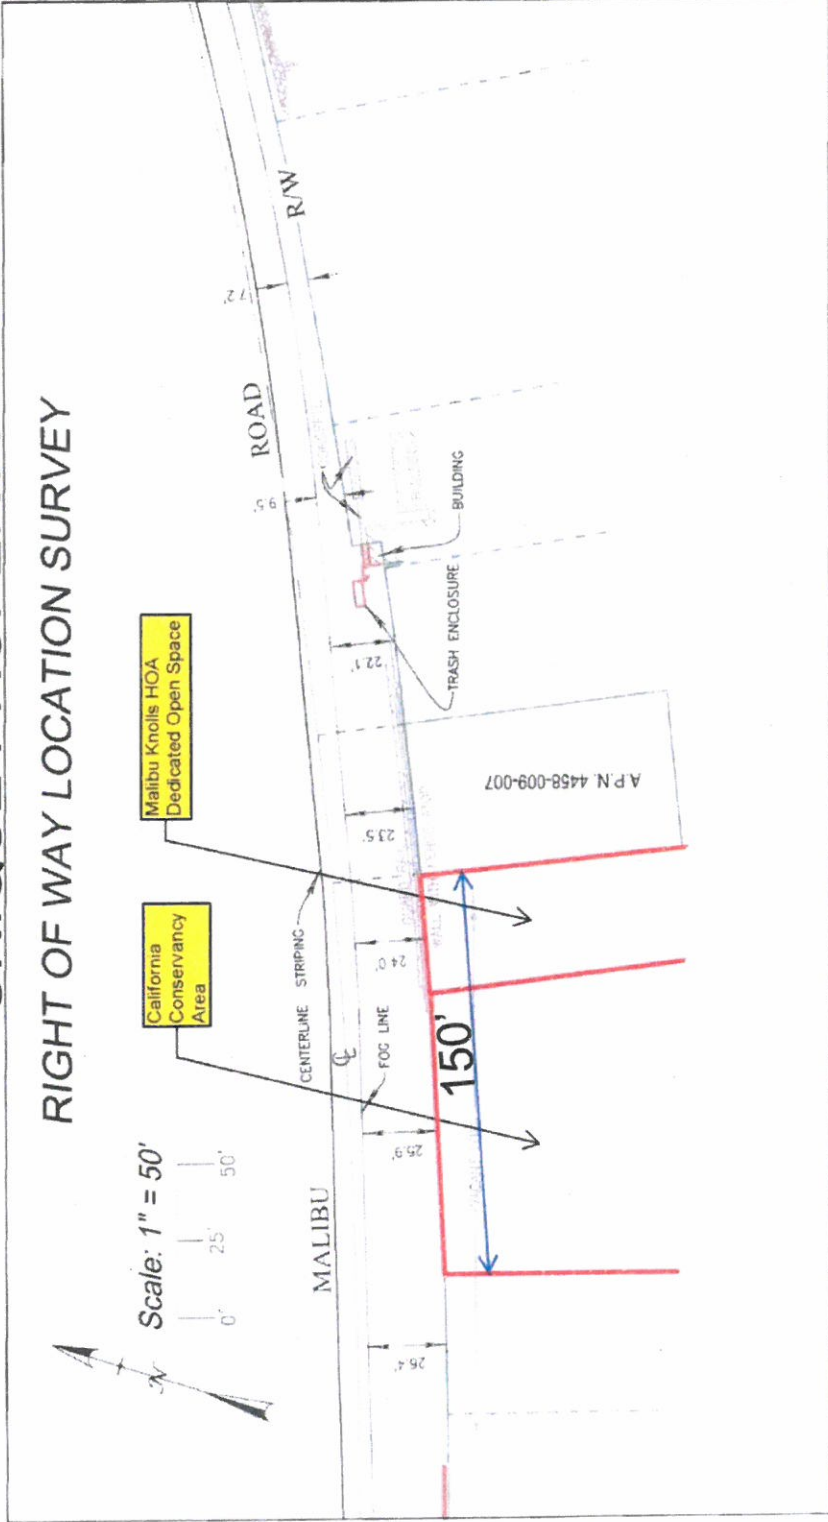 RIGHT OF WAY LOCATION SURVEY
Scale: 1" = 50'
0'
25'
50'
N
California
Conservancy
Area
Malibu Knolls HOA
Dedicated Open Space
MALIBU
ROAD
R/W
CENTERLINE STRIPING
FOG LINE
26.4'
25.9'
24.0'
23.5'
22.1'
9.5'
7.2'
150'
TRASH ENCLOSURE
BUILDING
A.P.N. 4458-009-007